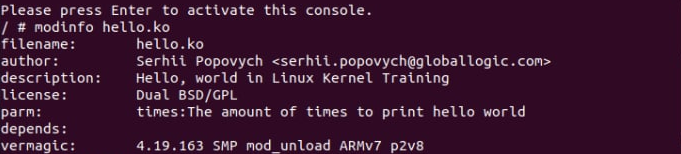 Please press Enter to activate this console.
/ # modinfo hello.ko
filename:       hello.ko
author:         Serhii Popovych <serhii.popovych@globallogic.com>
description:    Hello, world in Linux Kernel Training
license:        Dual BSD/GPL
parm:           times:The amount of times to print hello world
depends:
vermagic:       4.19.163 SMP mod_unload ARMv7 p2v8